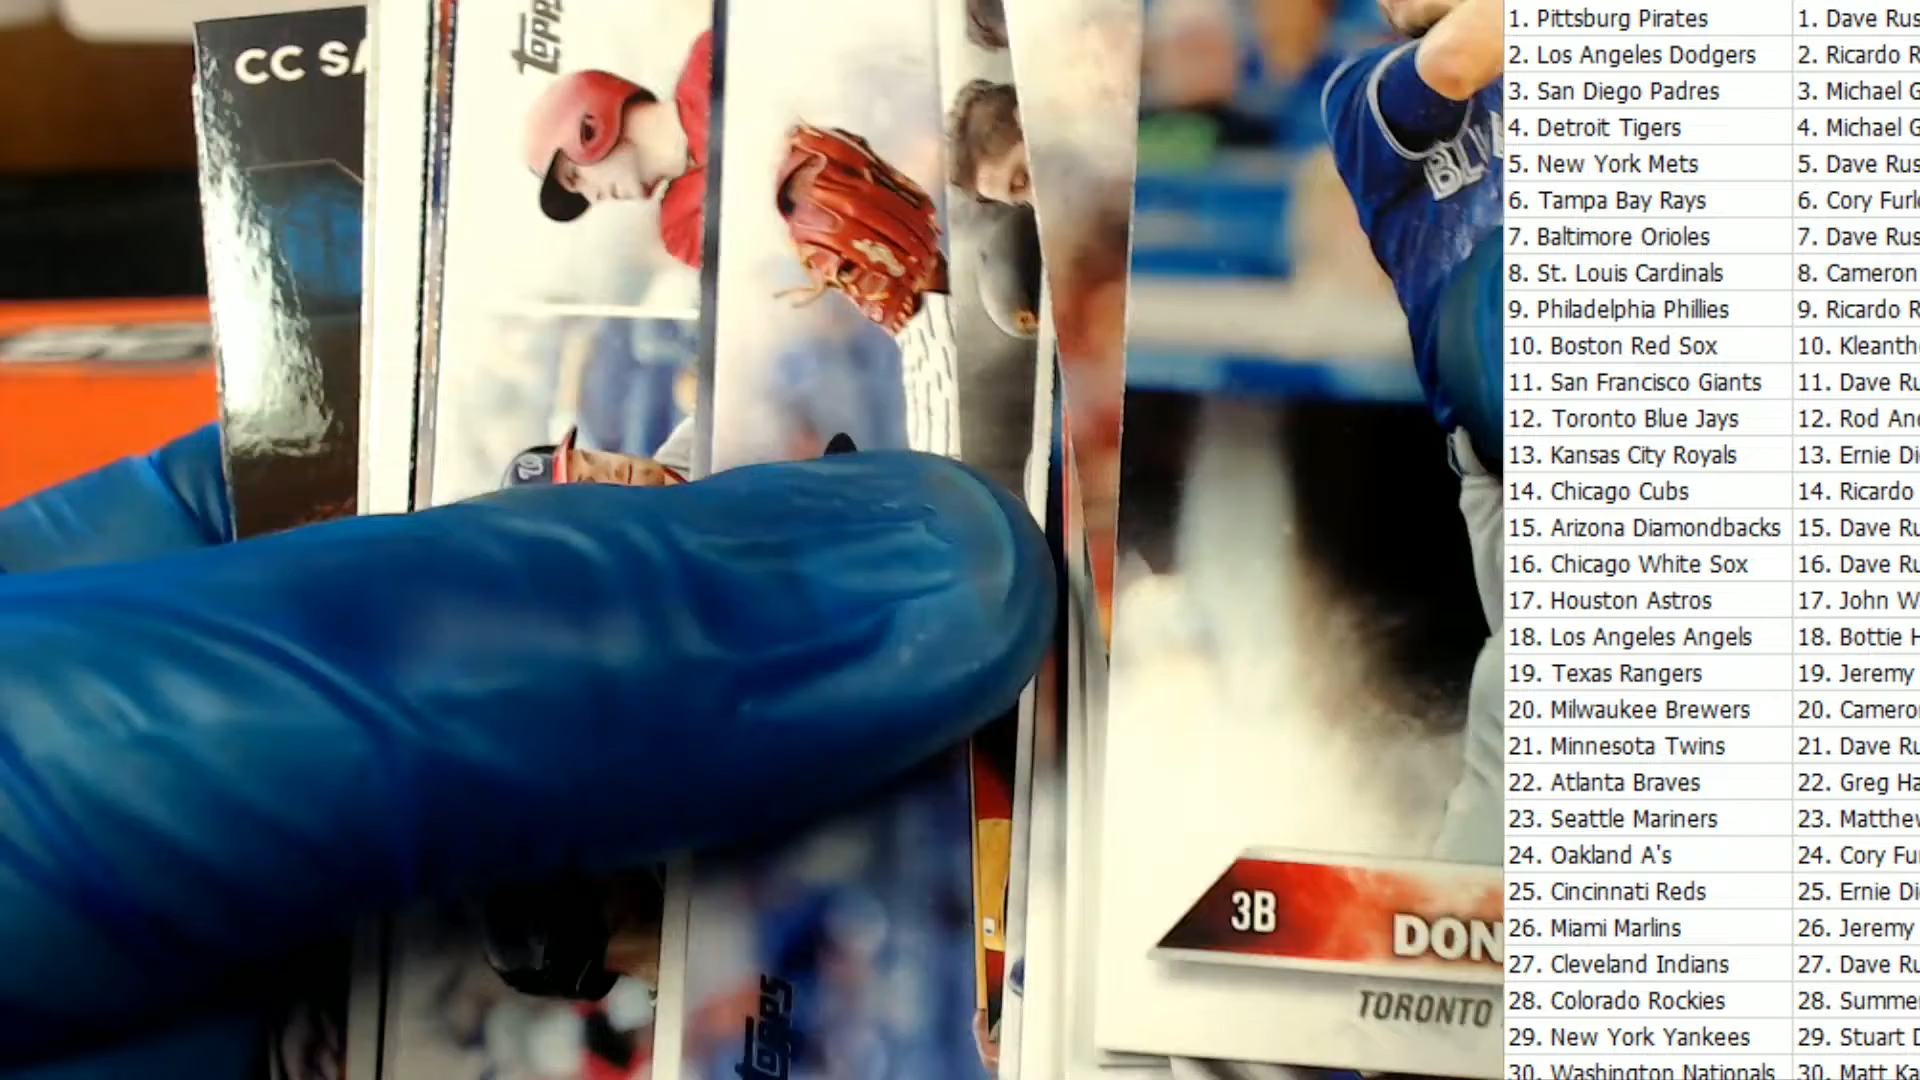 CC SA
Topps
W
BLU
3B
DON
TORONTO
Topps
1. Pittsburg Pirates 1. Dave Rus
2. Los Angeles Dodgers 2. Ricardo R
3. San Diego Padres 3. Michael G
4. Detroit Tigers 4. Michael G
5. New York Mets 5. Dave Rus
6. Tampa Bay Rays 6. Cory Furl
7. Baltimore Orioles 7. Dave Rus
8. St. Louis Cardinals 8. Cameron
9. Philadelphia Phillies 9. Ricardo R
10. Boston Red Sox 10. Kleanth
11. San Francisco Giants 11. Dave Ru
12. Toronto Blue Jays 12. Rod And
13. Kansas City Royals 13. Ernie Di
14. Chicago Cubs 14. Ricardo
15. Arizona Diamondbacks 15. Dave Ru
16. Chicago White Sox 16. Dave Ru
17. Houston Astros 17. John W
18. Los Angeles Angels 18. Bottie H
19. Texas Rangers 19. Jeremy
20. Milwaukee Brewers 20. Camero
21. Minnesota Twins 21. Dave Ru
22. Atlanta Braves 22. Greg Ha
23. Seattle Mariners 23. Matthew
24. Oakland A's 24. Cory Fu
25. Cincinnati Reds 25. Ernie Di
26. Miami Marlins 26. Jeremy
27. Cleveland Indians 27. Dave Ru
28. Colorado Rockies 28. Summe
29. New York Yankees 29. Stuart D
30. Washington Nationals 30. Matt Ka